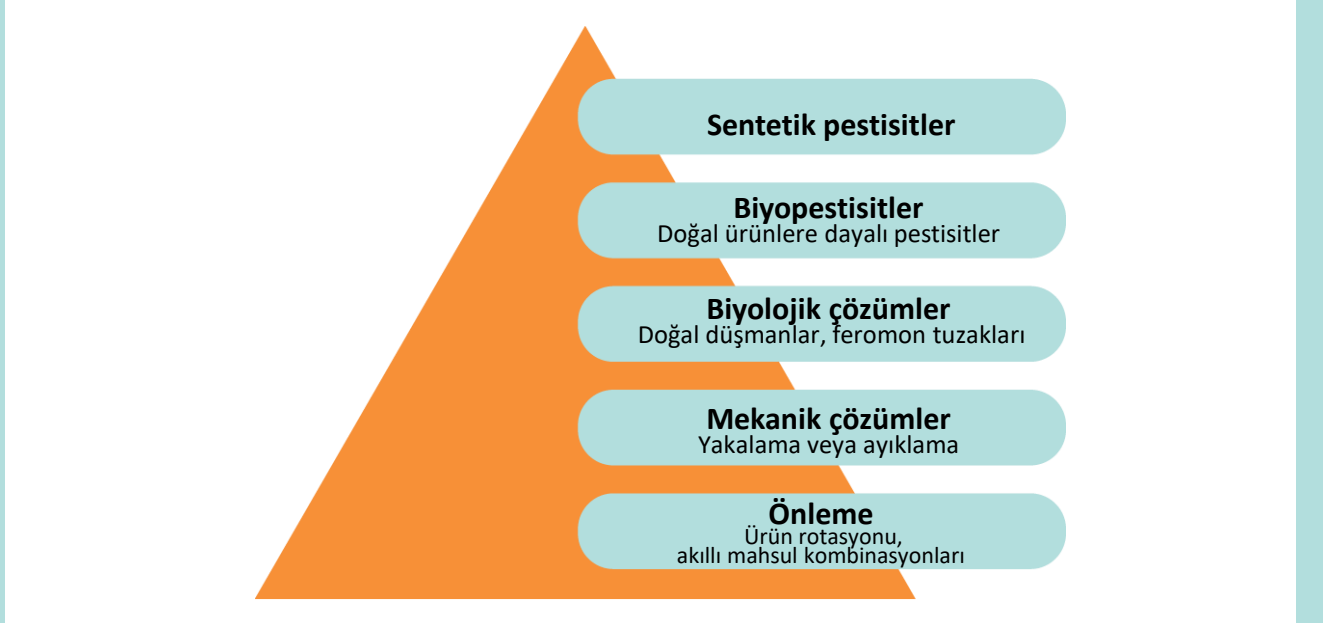 Sentetik pestisitler
Biyopestisitler
Doğal ürünlere dayalı pestisitler
Biyolojik çözümler
Doğal düşmanlar, feromon tuzakları
Mekanik çözümler
Yakalama veya ayıklama
Önleme
Ürün rotasyonu,
akıllı mahsul kombinasyonları